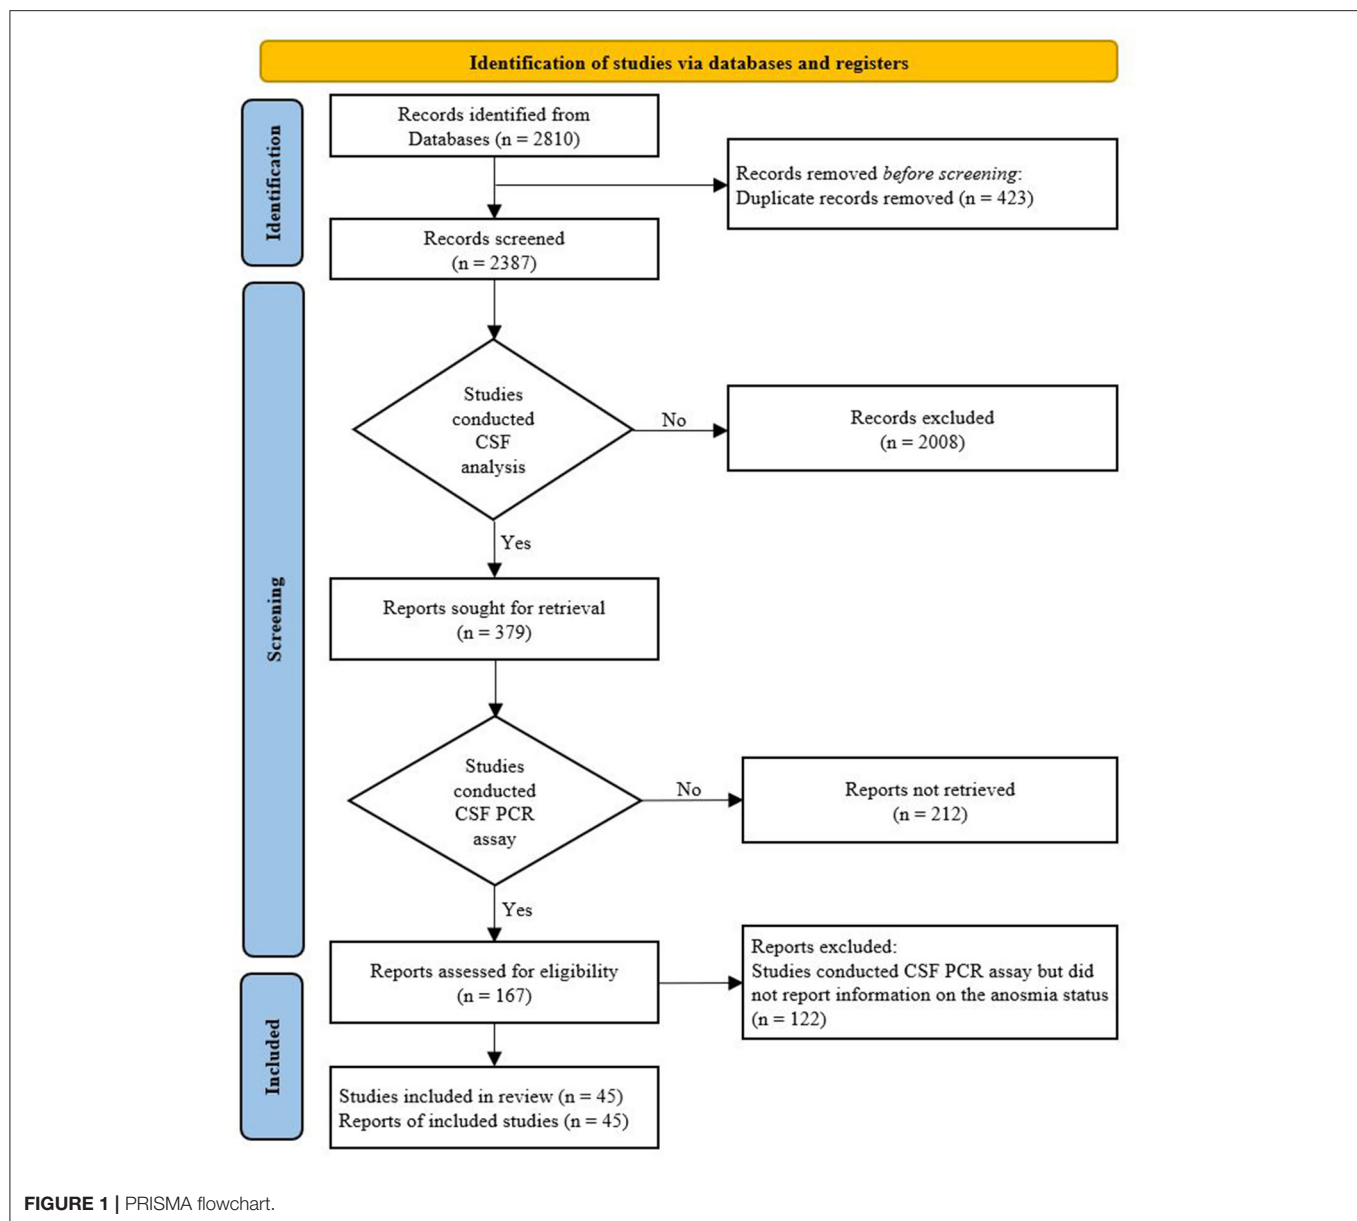 Identification of studies via databases and registers
Identification
Records identified from
Databases (n = 2810)
Records removed before screening:
Duplicate records removed (n = 423)
Records screened
(n = 2387)
Screening
Studies
conducted
CSF
analysis
No
Records excluded
(n = 2008)
Yes
Reports sought for retrieval
(n = 379)
Studies
conducted
CSF PCR
assay
No
Reports not retrieved
(n = 212)
Yes
Reports assessed for eligibility
(n = 167)
Reports excluded:
Studies conducted CSF PCR assay but did
not report information on the anosmia status
(n = 122)
Included
Studies included in review (n = 45)
Reports of included studies (n = 45)
FIGURE 1 | PRISMA flowchart.